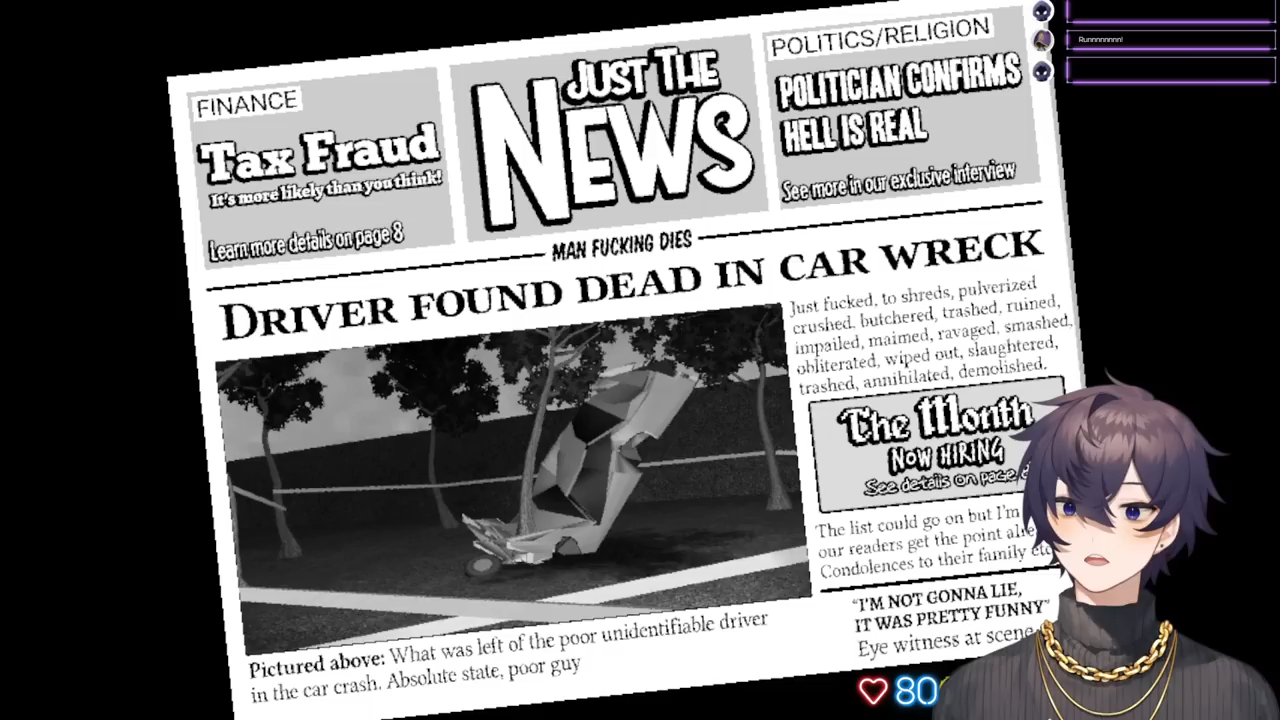 FINANCE
Tax Fraud
It's more likely than you think!
Learn more details on page 8
JUST THE
NEWS
POLITICS/RELIGION
POLITICIAN CONFIRMS
HELL IS REAL
See more in our exclusive interview
MAN FUCKING DIES
DRIVER FOUND DEAD IN CAR WRECK
Just fucked. to shreds, pulverized
crushed. butchered, trashed, ruined,
impailed, maimed, ravaged. smashed,
obliterated, wiped out, slaughtered,
trashed, annihilated, demolished.
The Month
NOW HIRING
See details on page
The list could go on but I'm
our readers get the point
Condolences to their family
"I'M NOT GONNA LIE,
IT WAS PRETTY FUNNY"
Eye witness at scene
Pictured above: What was left of the poor unidentifiable driver
in the car crash. Absolute state, poor guy
Runnnnnnnn!
80